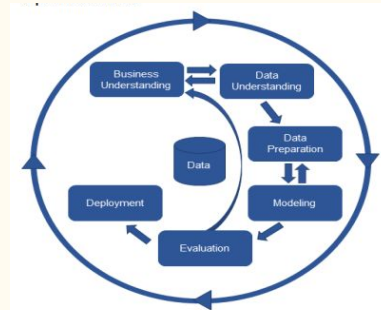 Business
Understanding
Data
Understanding
Data
Preparation
Data
Modeling
Deployment
Evaluation